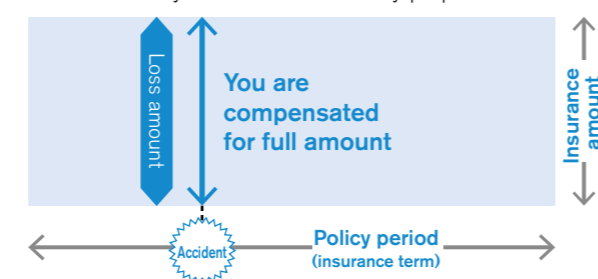 Loss amount
You are
compensated
for full amount
Insurance
amount
Accident
Policy period
(insurance term)